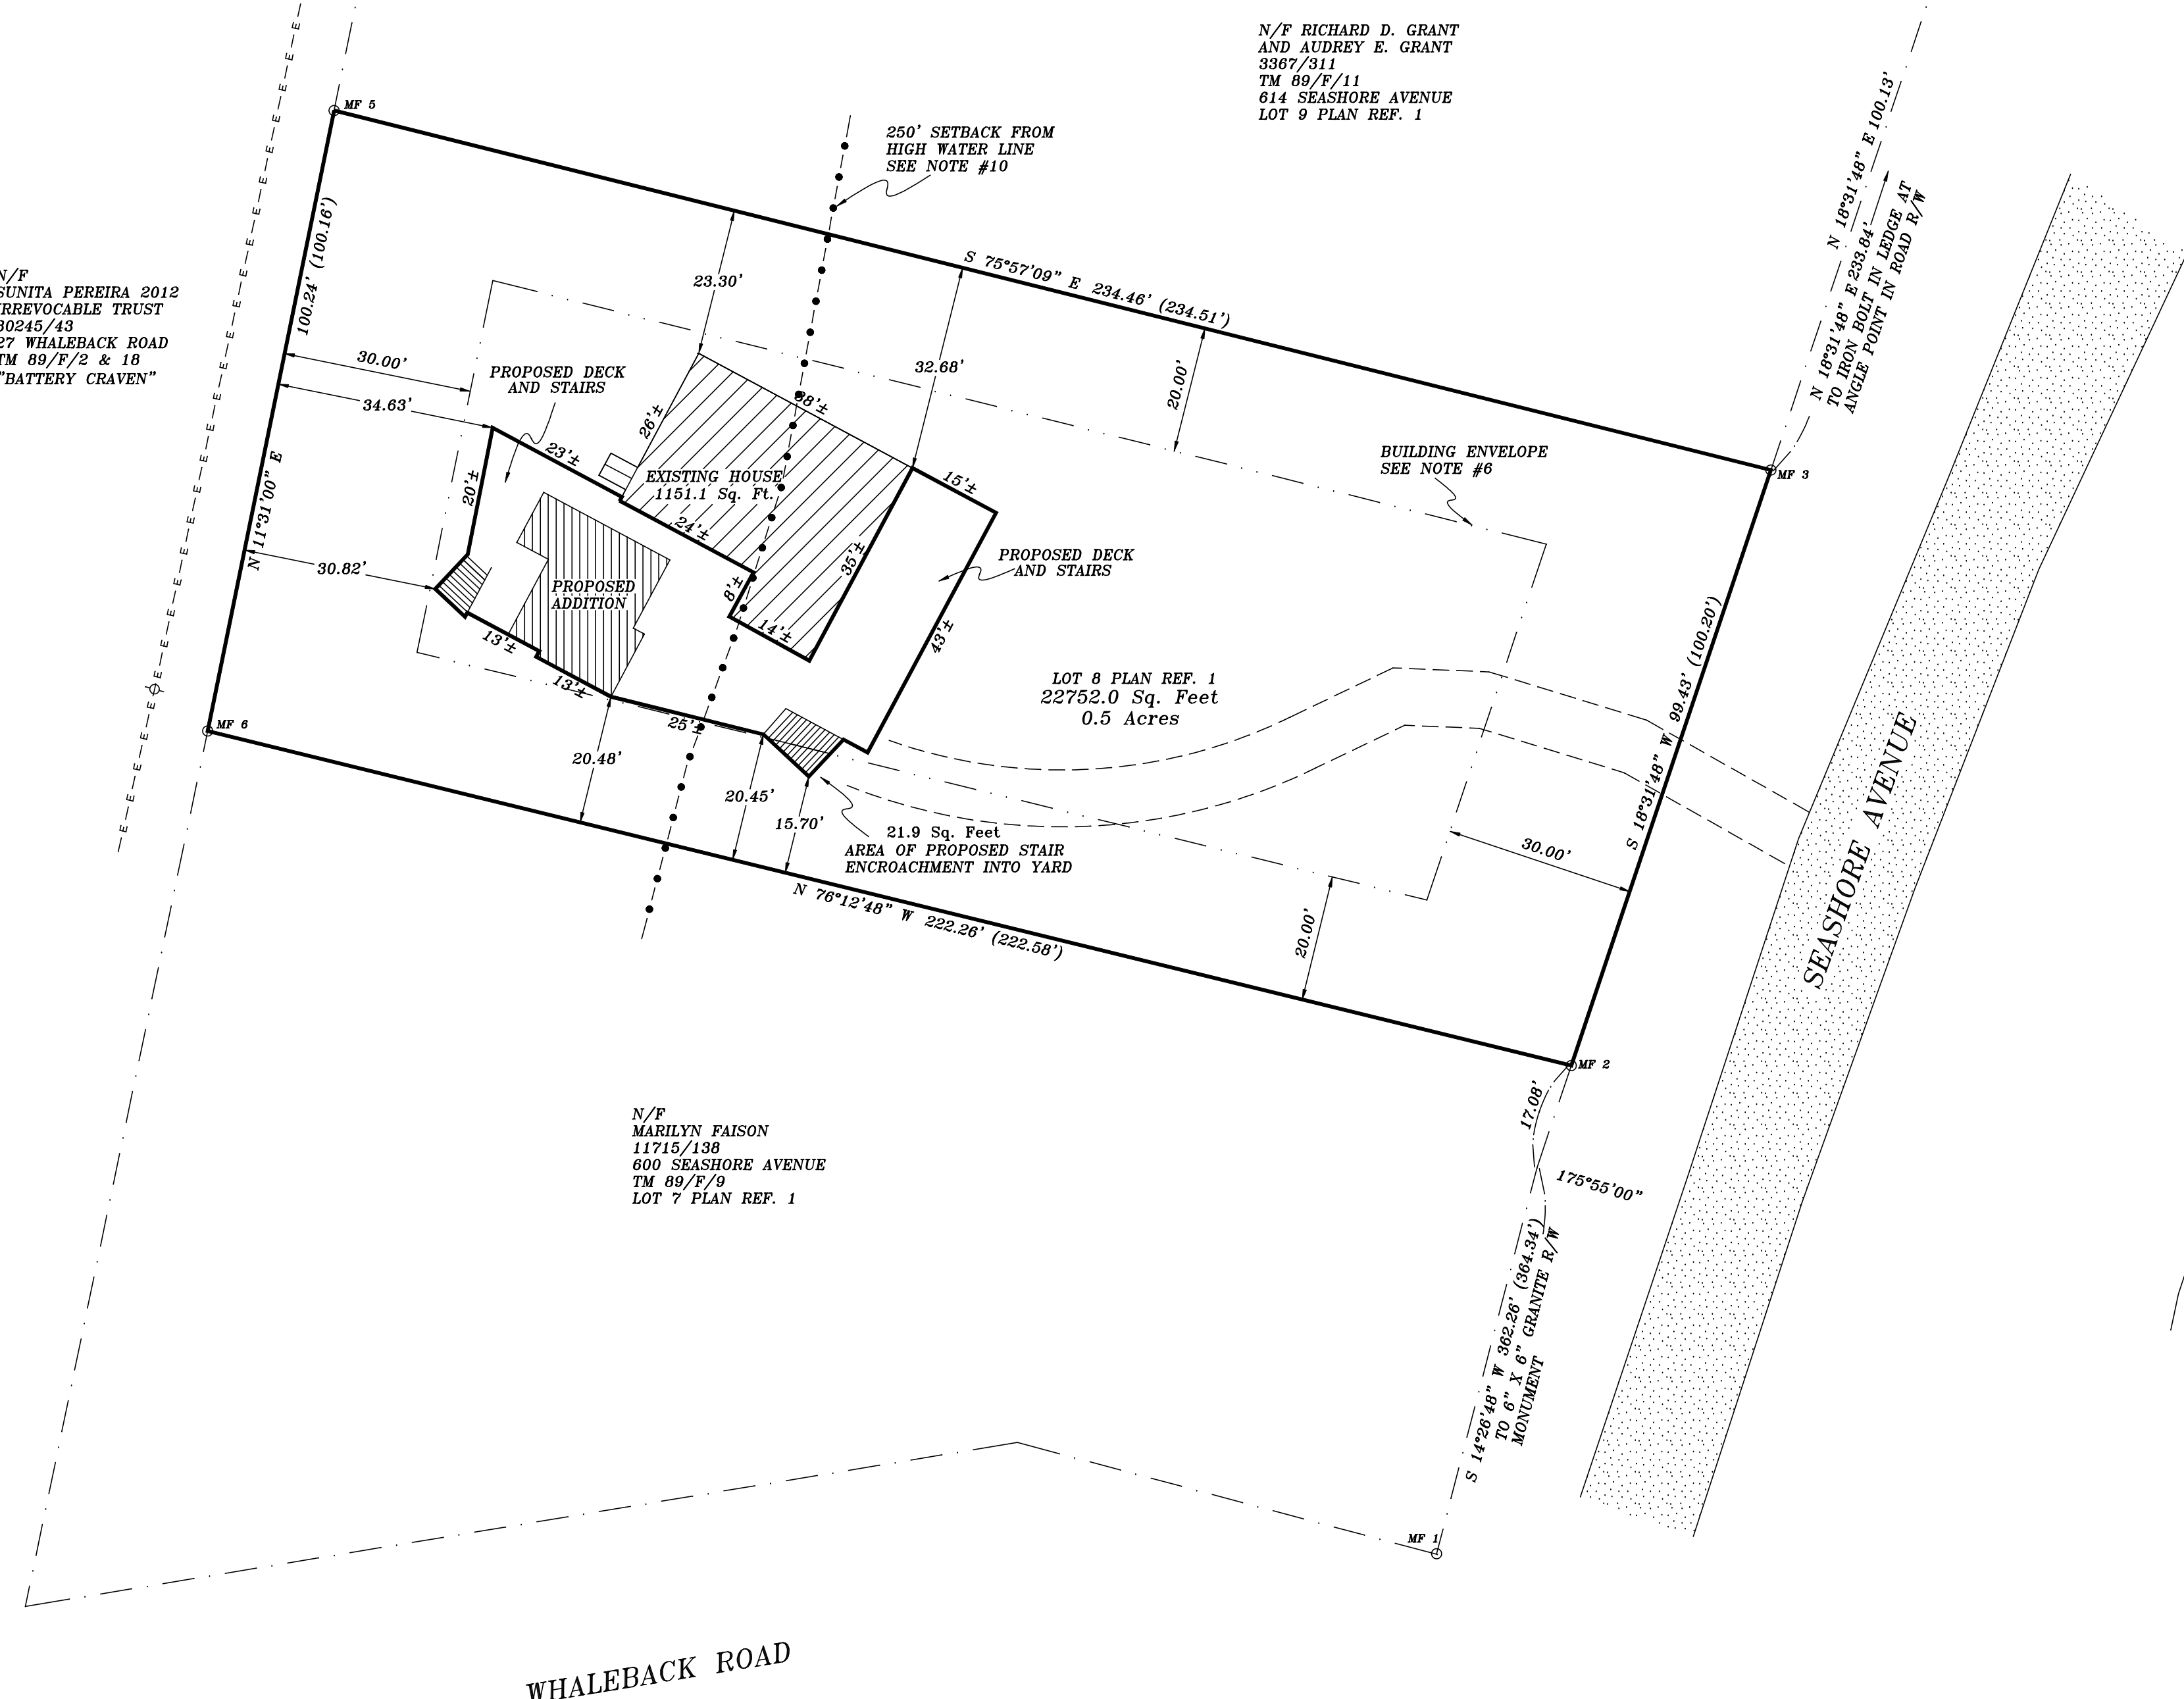 N/F RICHARD D. GRANT
AND AUDREY E. GRANT
3367/311
TM 89/F/11
614 SEASHORE AVENUE
LOT 9 PLAN REF. 1
MF 5
250' SETBACK FROM
HIGH WATER LINE
SEE NOTE #10
N 18°31'48" E 100.13'
N 18°31'48" E 233.84'
TO IRON BOLT IN LEDGE AT
ANGLE POINT IN ROAD R/W
E E E E E E E E E E E E E E E E E E E E E E E E E E E E E E
N/F
SUNITA PEREIRA 2012
IRREVOCABLE TRUST
30245/43
27 WHALEBACK ROAD
TM 89/F/2 & 18
"BATTERY CRAVEN"
N 11°31'00" E
100.24' (100.16')
S 75°57'09" E 234.46' (234.51')
23.30'
32.68'
20.00'
30.00'
34.63'
PROPOSED DECK
AND STAIRS
26'±
38'±
23'±
20'±
EXISTING HOUSE
1151.1 Sq. Ft.
15'±
BUILDING ENVELOPE
SEE NOTE #6
MF 3
24'±
35'±
8'±
14'±
PROPOSED DECK
AND STAIRS
43'±
30.82'
PROPOSED
ADDITION
13'±
13'±
25'±
LOT 8 PLAN REF. 1
22752.0 Sq. Feet
0.5 Acres
S 18°31'48" W 99.43' (100.20')
SEASHORE AVENUE
MF 6
20.48'
20.45'
15.70'
21.9 Sq. Feet
AREA OF PROPOSED STAIR
ENCROACHMENT INTO YARD
30.00'
N 76°12'48" W 222.26' (222.58')
20.00'
MF 2
17.08'
N/F
MARILYN FAISON
11715/138
600 SEASHORE AVENUE
TM 89/F/9
LOT 7 PLAN REF. 1
175°55'00"
S 14°26'48" W 362.26' (364.34')
TO 6" X 6" GRANITE R/W
MONUMENT
MF 1
WHALEBACK ROAD